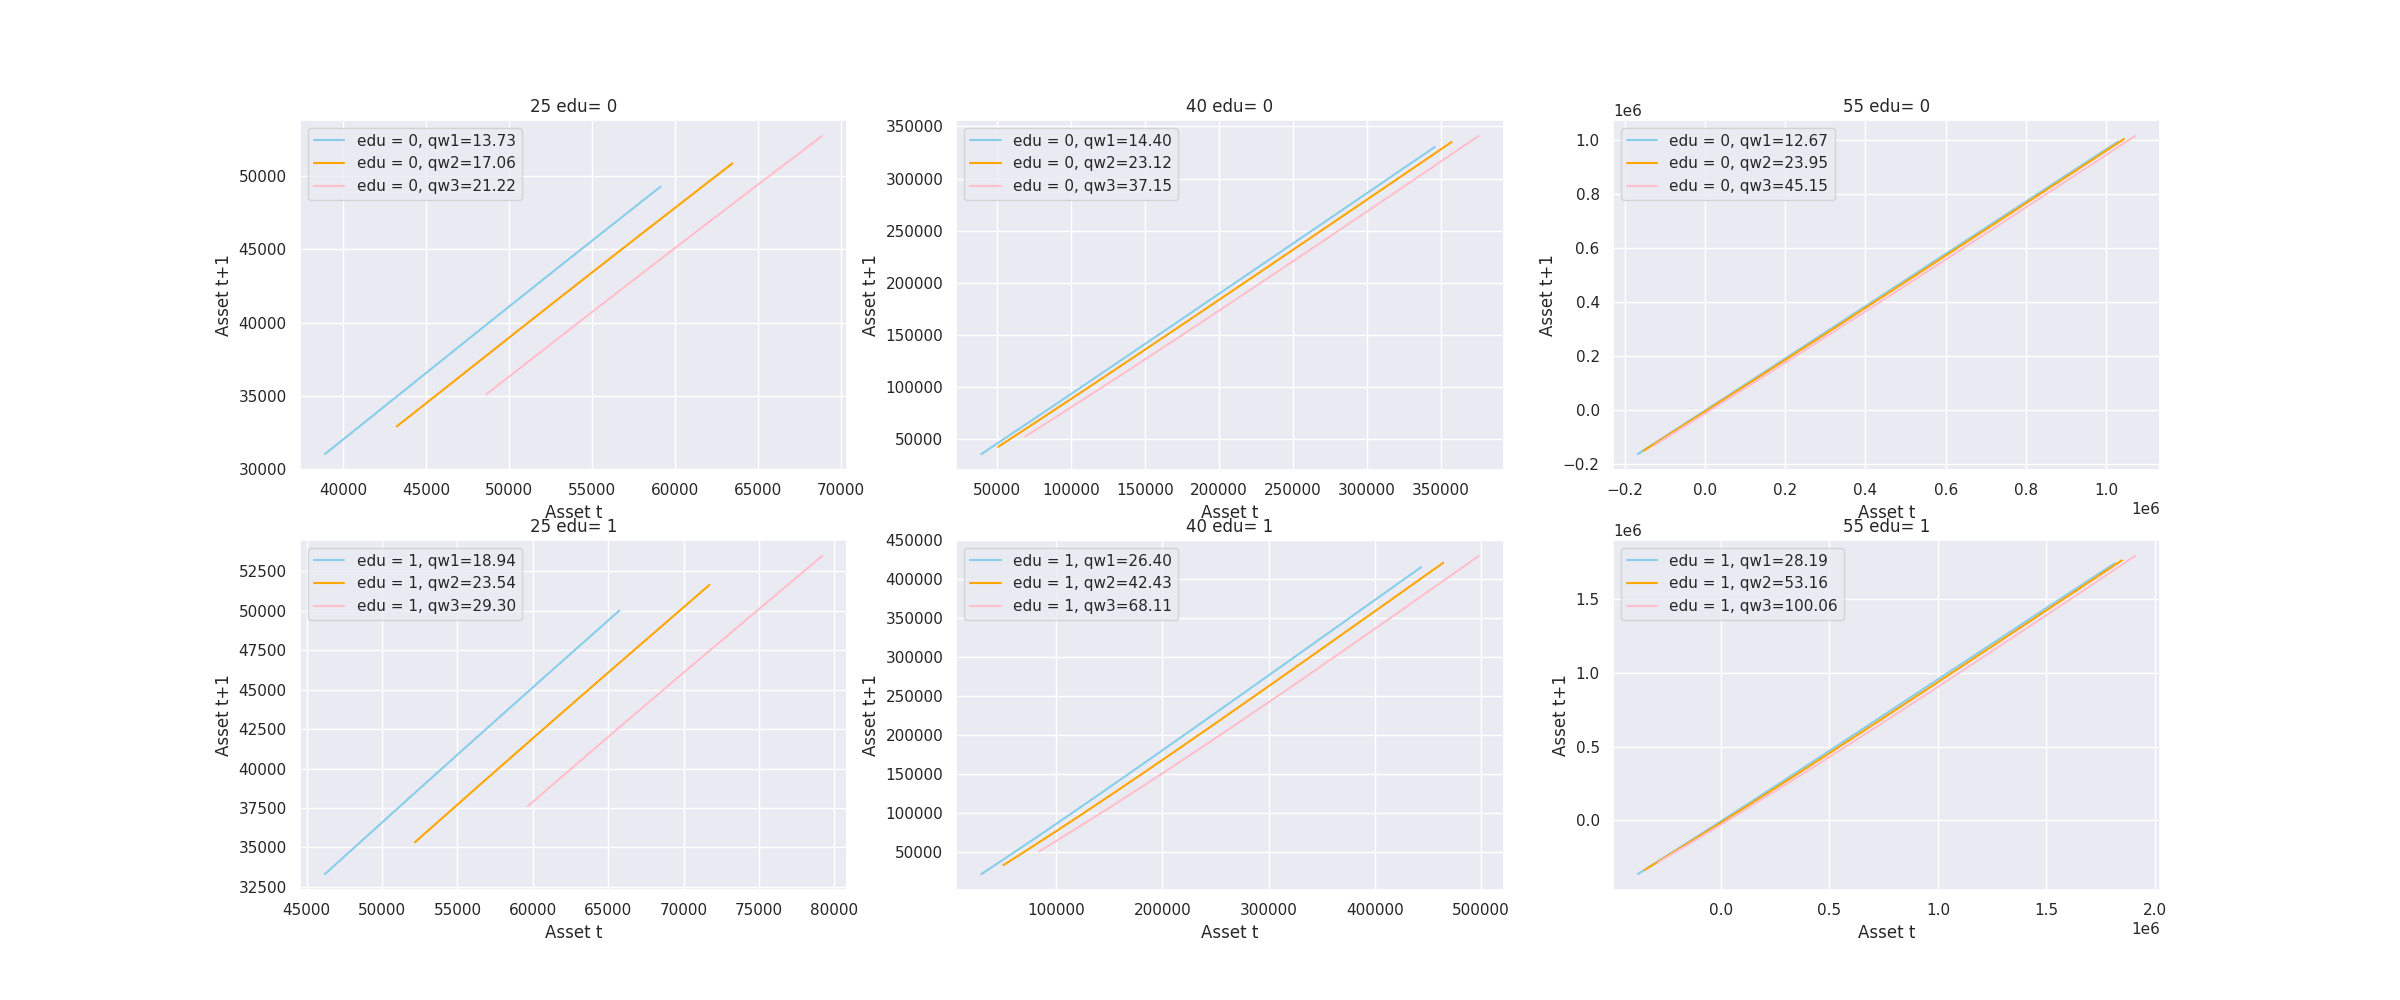 25 edu= 0
edu = 0, qw1=13.73
edu = 0, qw2=17.06
edu = 0, qw3=21.22
50000
45000
40000
35000
30000
Asset t+1
40000 45000 50000 55000 60000 65000 70000
Asset t
40 edu= 0
edu = 0, qw1=14.40
edu = 0, qw2=23.12
edu = 0, qw3=37.15
350000
300000
250000
200000
150000
100000
50000
Asset t+1
50000 100000 150000 200000 250000 300000 350000
Asset t
55 edu= 0
1e6
edu = 0, qw1=12.67
edu = 0, qw2=23.95
edu = 0, qw3=45.15
1.0
0.8
0.6
0.4
0.2
0.0
−0.2
Asset t+1
−0.2 0.0 0.2 0.4 0.6 0.8 1.0
1e6
Asset t
25 edu= 1
edu = 1, qw1=18.94
edu = 1, qw2=23.54
edu = 1, qw3=29.30
52500
50000
47500
45000
42500
40000
37500
35000
32500
Asset t+1
45000 50000 55000 60000 65000 70000 75000 80000
Asset t
40 edu= 1
edu = 1, qw1=26.40
edu = 1, qw2=42.43
edu = 1, qw3=68.11
450000
400000
350000
300000
250000
200000
150000
100000
50000
Asset t+1
100000 200000 300000 400000 500000
Asset t
55 edu= 1
1e6
edu = 1, qw1=28.19
edu = 1, qw2=53.16
edu = 1, qw3=100.06
1.5
1.0
0.5
0.0
Asset t+1
0.0 0.5 1.0 1.5 2.0
1e6
Asset t